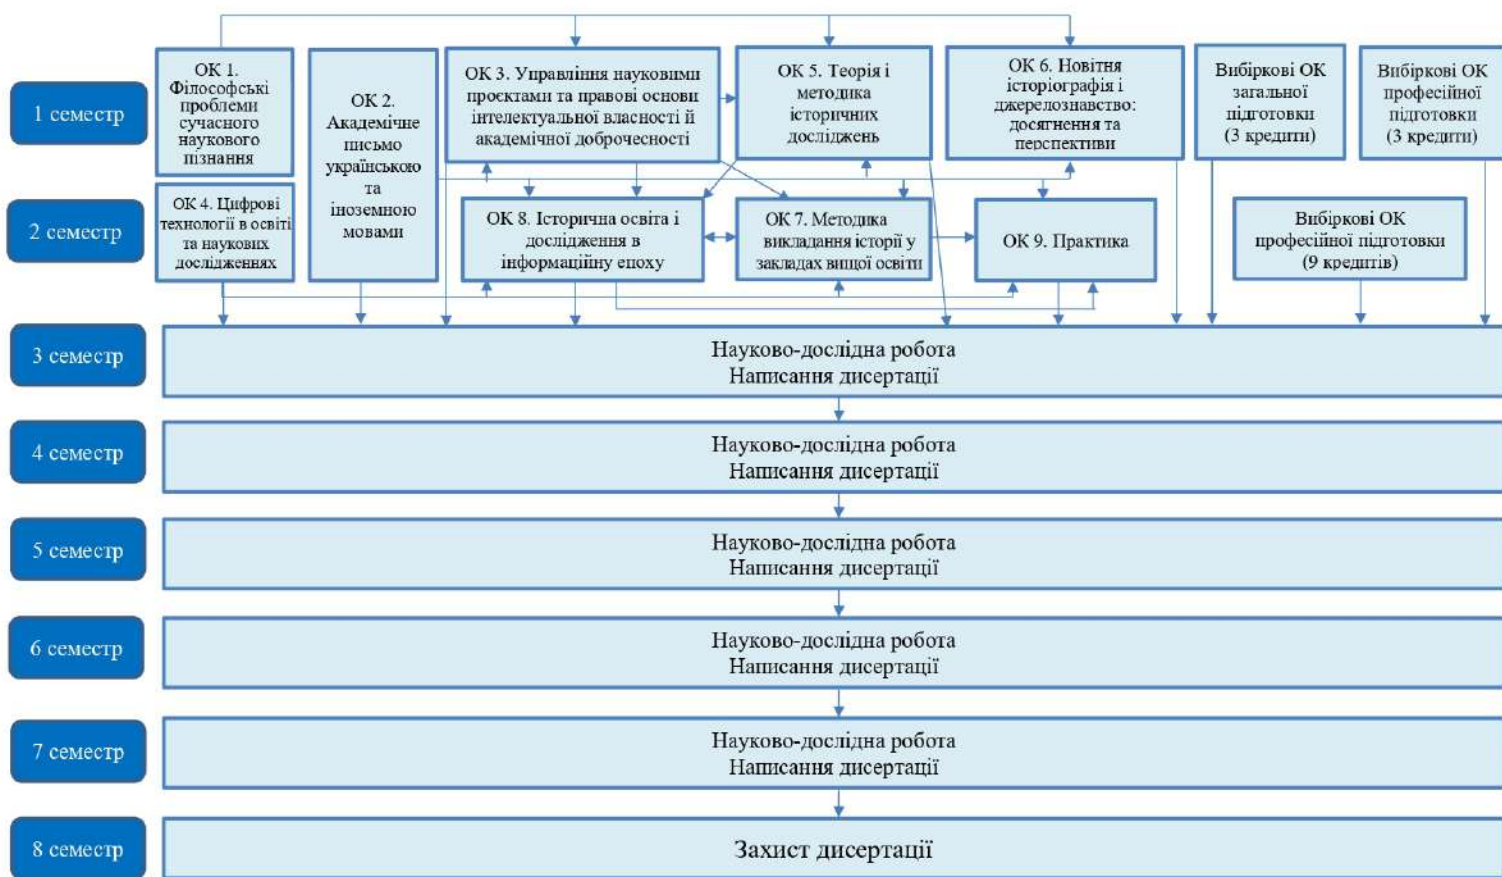 1 семестр
ОК 1.
Філософські
проблеми
сучасного
наукового
пізнання
ОК 2.
Академічне
письмо
українською
та
іноземною
мовами
ОК 3. Управління науковими
проєктами та правові основи
інтелектуальної власності й
академічної доброчесності
ОК 5. Теорія і
методика
історичних
досліджень
ОК 6. Новітня
історіографія і
джерелознавство:
досягнення та
перспективи
Вибіркові ОК
загальної
підготовки
(3 кредити)
Вибіркові ОК
професійної
підготовки
(3 кредити)
2 семестр
ОК 4. Цифрові
технології в освіті
та наукових
дослідженнях
ОК 8. Історична освіта і
дослідження в
інформаційну епоху
ОК 7. Методика
викладання історії у
закладах вищої освіти
ОК 9. Практика
Вибіркові ОК
професійної підготовки
(9 кредитів)
3 семестр
Науково-дослідна робота
Написання дисертації
4 семестр
Науково-дослідна робота
Написання дисертації
5 семестр
Науково-дослідна робота
Написання дисертації
6 семестр
Науково-дослідна робота
Написання дисертації
7 семестр
Науково-дослідна робота
Написання дисертації
8 семестр
Захист дисертації